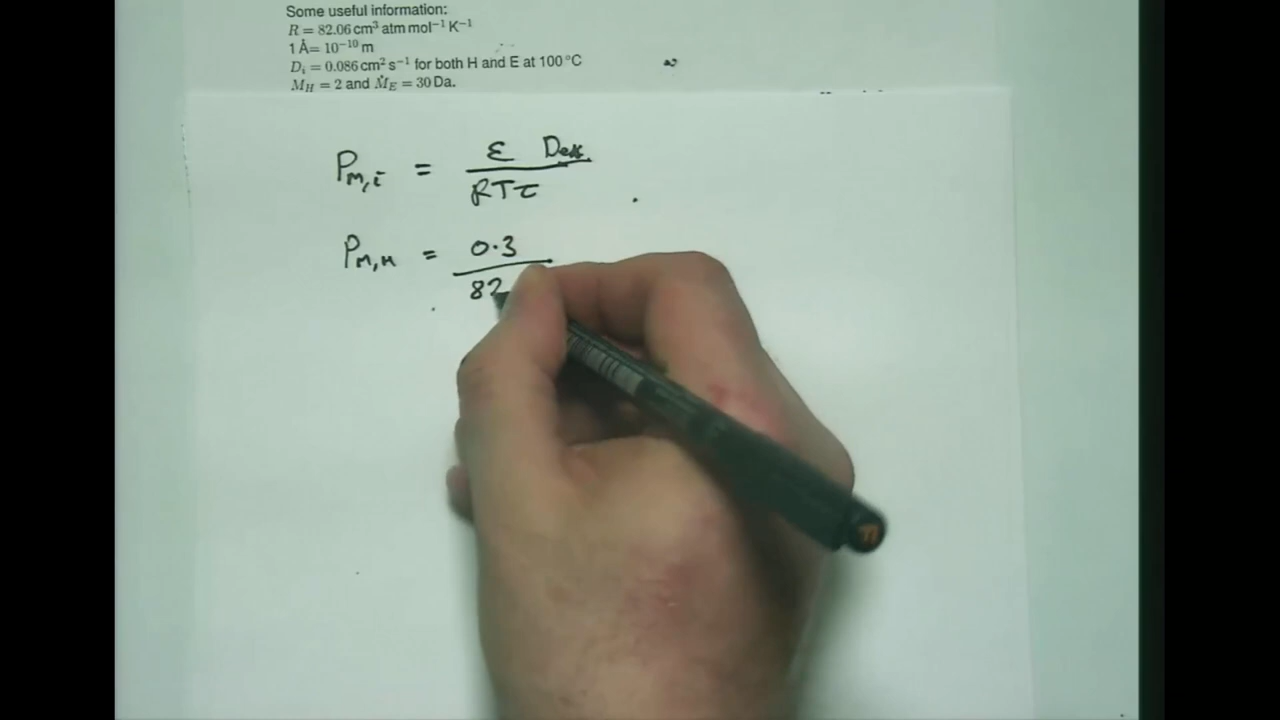 Some useful information:
R = 82.06 cm³ atm mol⁻¹ K⁻¹
1 Å= 10⁻¹⁰ m
Dᵢ = 0.086 cm² s⁻¹ for both H and E at 100 °C
M_H = 2 and M_E = 30 Da.
P_M,i = ε D_eff / RTτ
P_M,H = 0.3 / 82